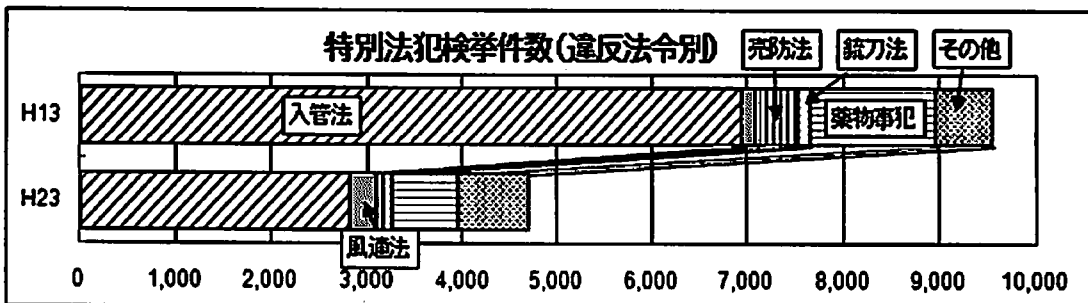 特別法犯検挙件数(違反法令別)
売防法
銃刀法
その他
H13
入管法
薬物事犯
H23
風適法
0 1,000 2,000 3,000 4,000 5,000 6,000 7,000 8,000 9,000 10,000